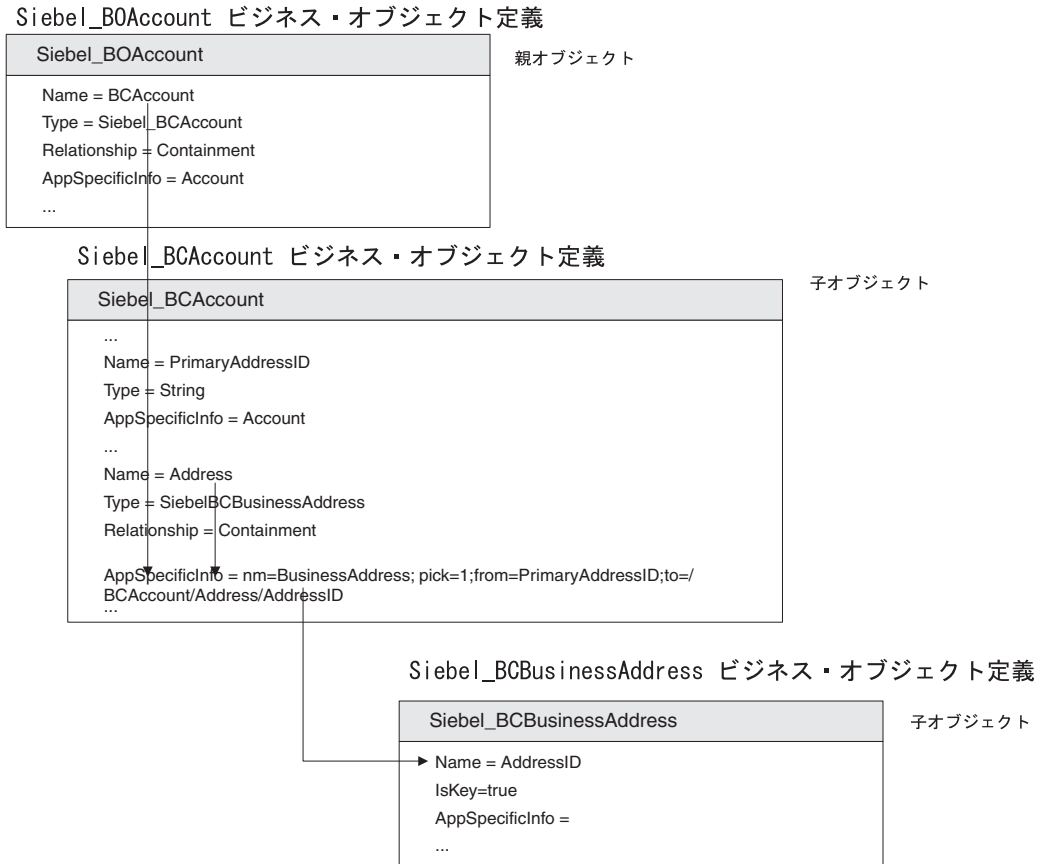 Siebel_BOAccount ビジネス・オブジェクト定義
Siebel_BOAccount
親オブジェクト
Name = BCAccount
Type = Siebel_BCAccount
Relationship = Containment
AppSpecificInfo = Account
...
Siebel_BCAccount ビジネス・オブジェクト定義
子オブジェクト
Siebel_BCAccount
...
Name = PrimaryAddressID
Type = String
AppSpecificInfo = Account
...
Name = Address
Type = SiebelBCBusinessAddress
Relationship = Containment
AppSpecificInfo = nm=BusinessAddress; pick=1;from=PrimaryAddressID;to=/
BCAccount/Address/AddressID
...
Siebel_BCBusinessAddress ビジネス・オブジェクト定義
Siebel_BCBusinessAddress
子オブジェクト
Name = AddressID
IsKey=true
AppSpecificInfo =
...